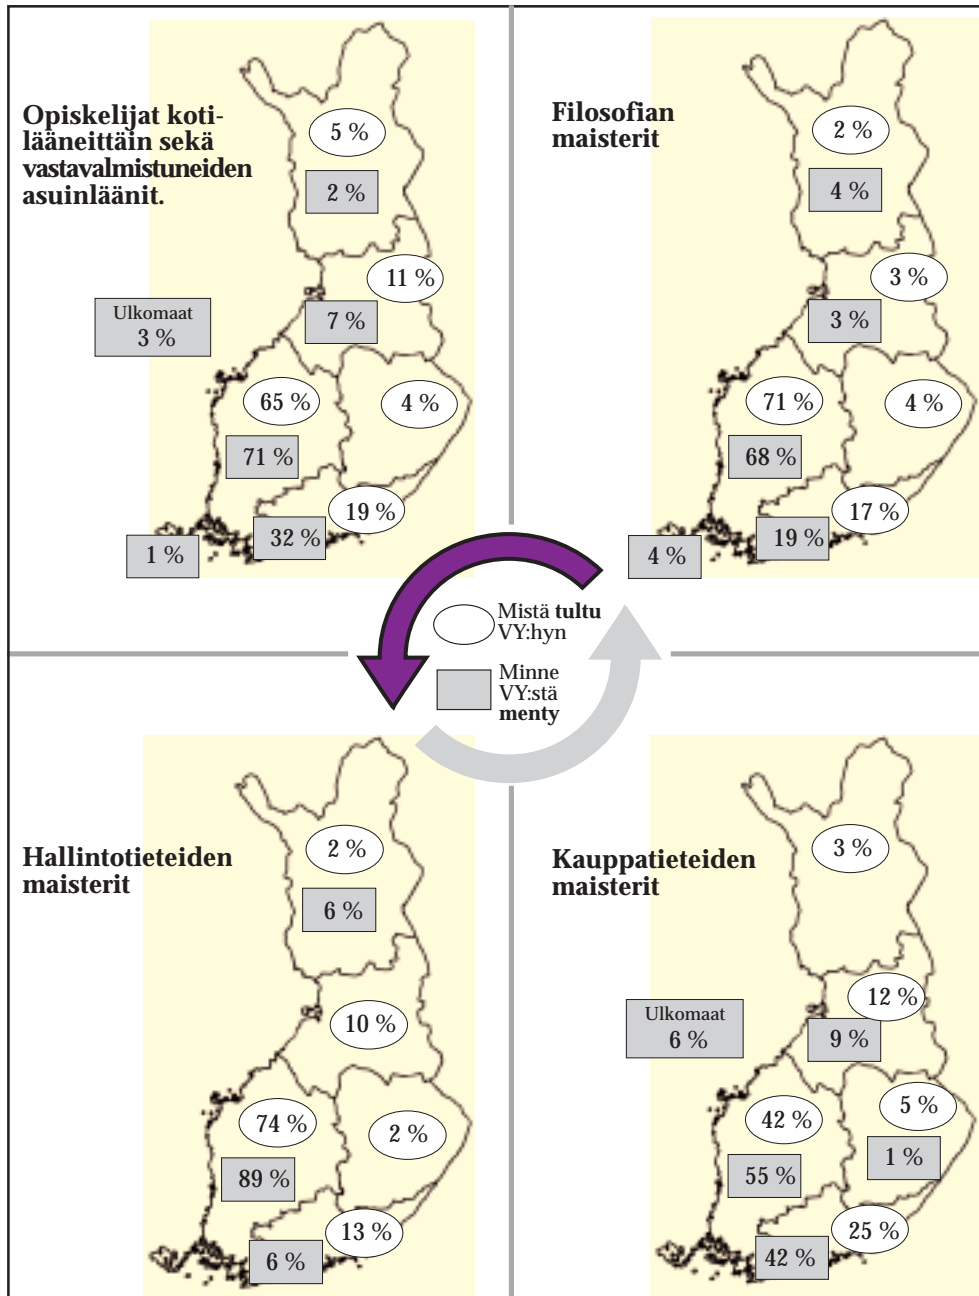 Opiskelijat koti-
lääneittäin sekä
vastavalmistuneiden
asuinläänit.
5 %
2 %
11 %
7 %
Ulkomaat
3 %
65 %
4 %
71 %
19 %
32 %
1 %
Filosofian
maisterit
2 %
4 %
3 %
3 %
71 %
4 %
68 %
17 %
19 %
4 %
Mistä tultu
VY:hyn
Minne
VY:stä
menty
Hallintotieteiden
maisterit
2 %
6 %
10 %
74 %
2 %
89 %
13 %
6 %
Kauppatieteiden
maisterit
3 %
12 %
Ulkomaat
6 %
9 %
5 %
42 %
1 %
55 %
25 %
42 %